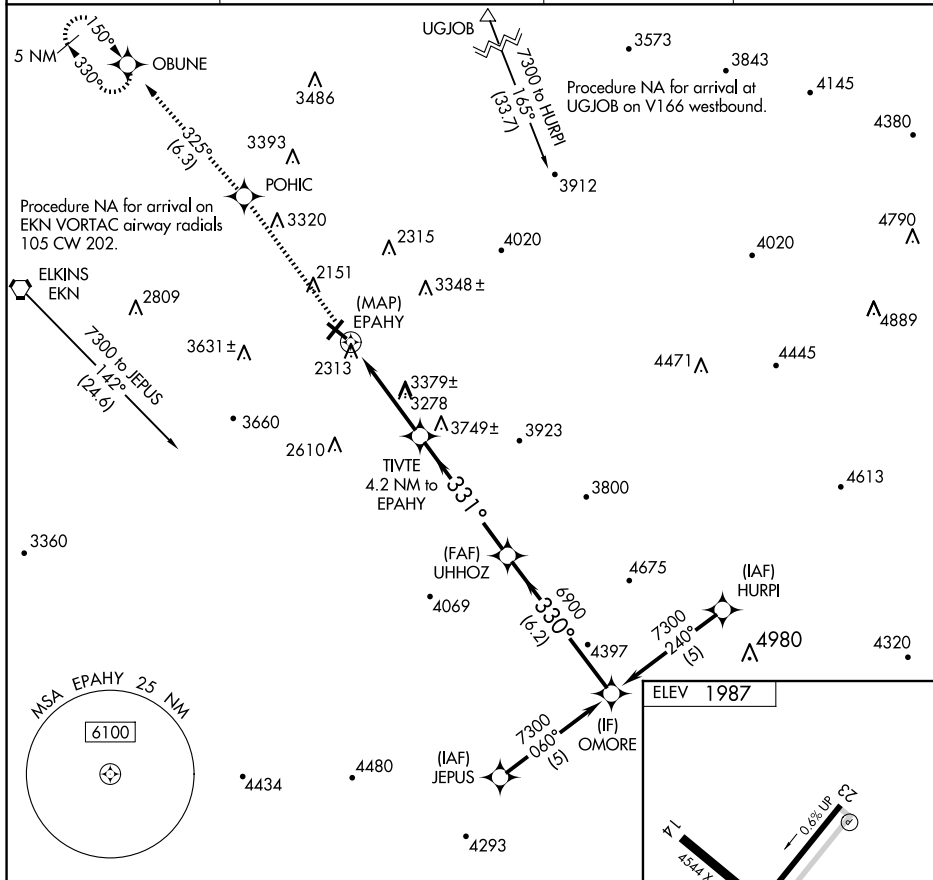 150°
5 NM
330°
OBUNE
UGJOB
7300 to HURPI
165°
(33.7)
3573
3843
4145
4380
Procedure NA for arrival at
UGJOB on V166 westbound.
3486
325°
(6.3)
3393
POHIC
3912
Procedure NA for arrival on
EKN VORTAC airway radials
105 CW 202.
3320
2315
4020
4020
4790
ELKINS
EKN
2809
2151
3348 ±
(MAP)
EPAHY
4889
7300 to JEPUS
142°
(24.6)
3631 ±
2313
4471
4445
3379±
3278
3660
2610
3749±
3923
TIVTE
4.2 NM to
EPAHY
331°
3800
4613
3360
(FAF)
UHHOZ
4675
(IAF)
HURPI
4069
6900
330°
(6.2)
4397
7300
240°
(5)
4980
4320
MSA EPAHY 25 NM
6100
(IF)
OMORE
ELEV 1987
7300
060°
(5)
(IAF)
JEPUS
4434
4480
4293
23
0.6% UP
P
14
4544 X